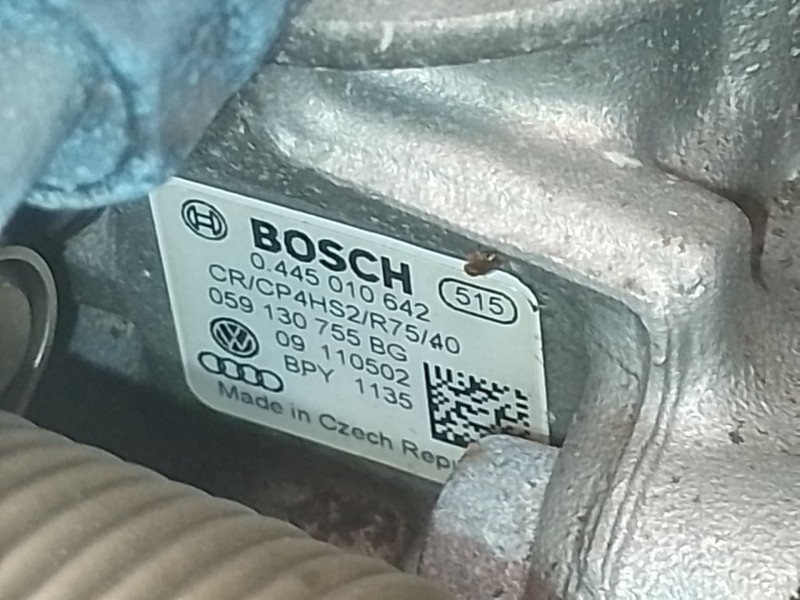 BOSCH
0.445 010 642
515
CR/CP4HS2/R75/40
059 130 755 BG
09 110502
BPY 1135
Made in Czech